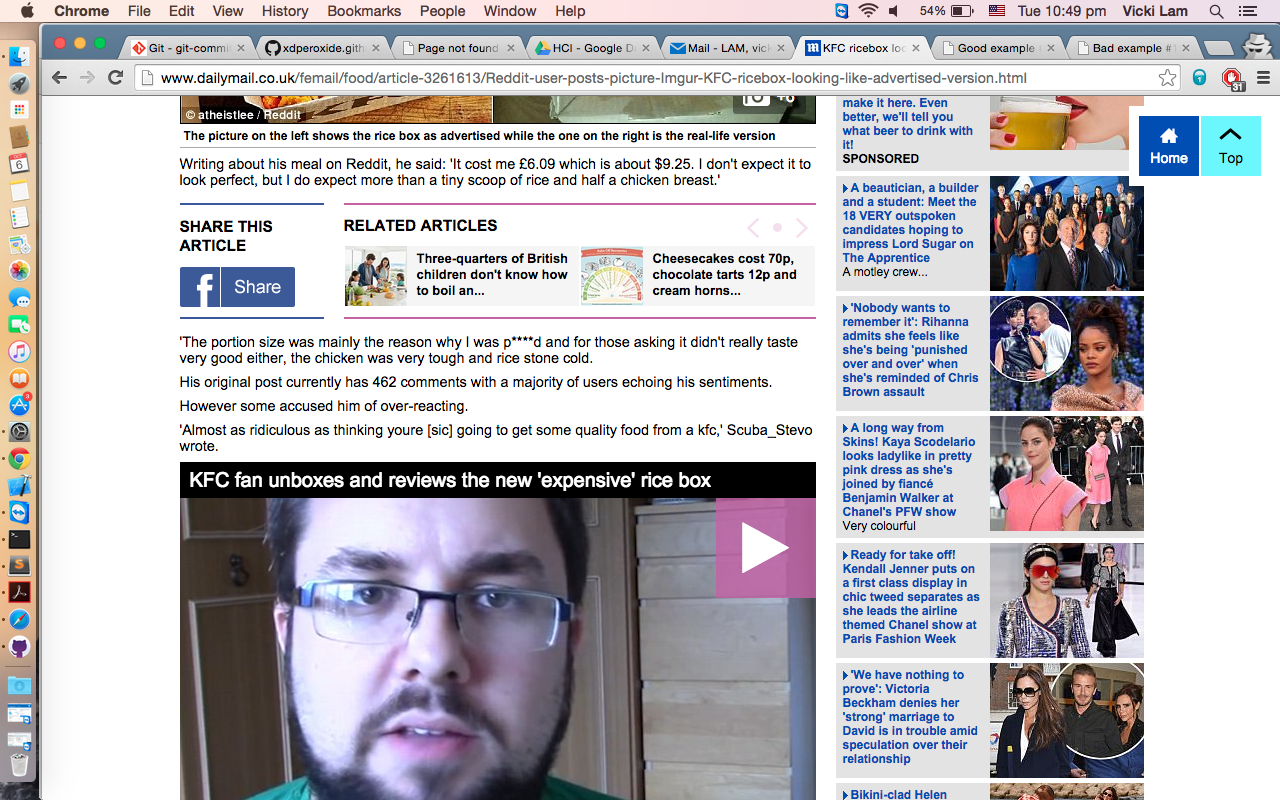 Chrome File Edit View History Bookmarks People Window Help
54% Tue 10:49 pm Vicki Lam
Git - git-commit
xdperoxide.gith
Page not found
HCI - Google D
Mail - LAM, vick
KFC ricebox loo
Good example
Bad example #
www.dailymail.co.uk/femail/food/article-3261613/Reddit-user-posts-picture-Imgur-KFC-ricebox-looking-like-advertised-version.html
31
6
© atheistlee / Reddit
+6
The picture on the left shows the rice box as advertised while the one on the right is the real-life version
Writing about his meal on Reddit, he said: 'It cost me £6.09 which is about $9.25. I don't expect it to
look perfect, but I do expect more than a tiny scoop of rice and half a chicken breast.'
SHARE THIS
ARTICLE
f Share
RELATED ARTICLES
Three-quarters of British
children don't know how
to boil an...
Cheesecakes cost 70p,
chocolate tarts 12p and
cream horns...
'The portion size was mainly the reason why I was p****d and for those asking it didn't really taste
very good either, the chicken was very tough and rice stone cold.
His original post currently has 462 comments with a majority of users echoing his sentiments.
However some accused him of over-reacting.
'Almost as ridiculous as thinking youre [sic] going to get some quality food from a kfc,' Scuba_Stevo
wrote.
KFC fan unboxes and reviews the new 'expensive' rice box
make it here. Even
better, we'll tell you
what beer to drink with
it!
SPONSORED
A beautician, a builder
and a student: Meet the
18 VERY outspoken
candidates hoping to
impress Lord Sugar on
The Apprentice
A motley crew...
'Nobody wants to
remember it': Rihanna
admits she feels like
she's being 'punished
over and over' when
she's reminded of Chris
Brown assault
A long way from
Skins! Kaya Scodelario
looks ladylike in pretty
pink dress as she's
joined by fiancé
Benjamin Walker at
Chanel's PFW show
Very colourful
Ready for take off!
Kendall Jenner puts on
a first class display in
chic tweed separates as
she leads the airline
themed Chanel show at
Paris Fashion Week
'We have nothing to
prove': Victoria
Beckham denies her
'strong' marriage to
David is in trouble amid
speculation over their
relationship
Bikini-clad Helen
Home
Top